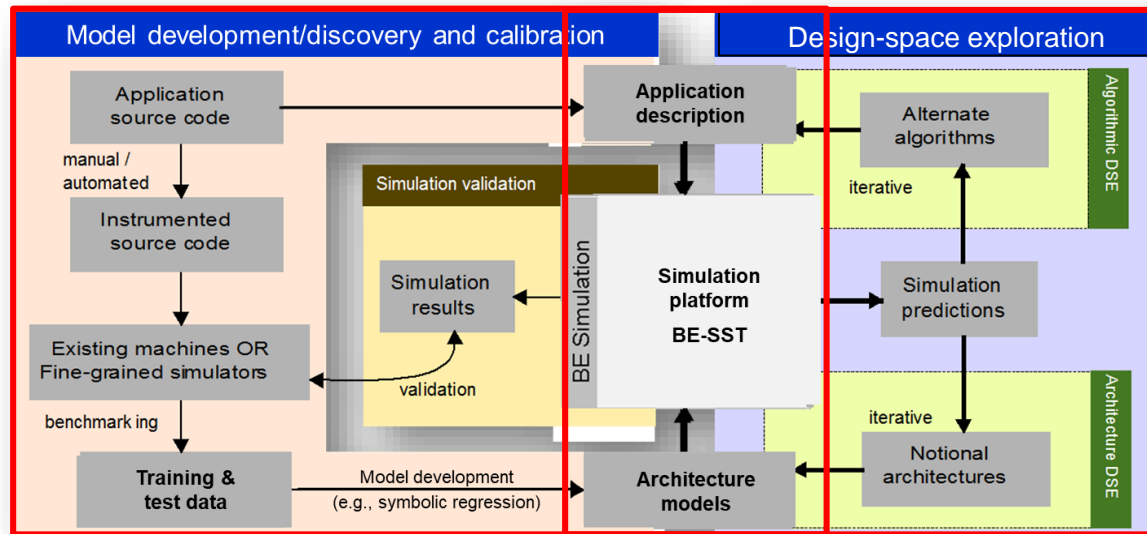 Model development/discovery and calibration
Design-space exploration
Application
source code
Application
description
Alternate
algorithms
Algorithmic DSE
manual /
automated
Simulation validation
iterative
Instrumented
source code
Simulation
results
BE Simulation
Simulation
platform
BE-SST
Simulation
predictions
Existing machines OR
Fine-grained simulators
validation
benchmarking
iterative
Training &
test data
Model development
(e.g., symbolic regression)
Architecture
models
Notional
architectures
Architecture DSE